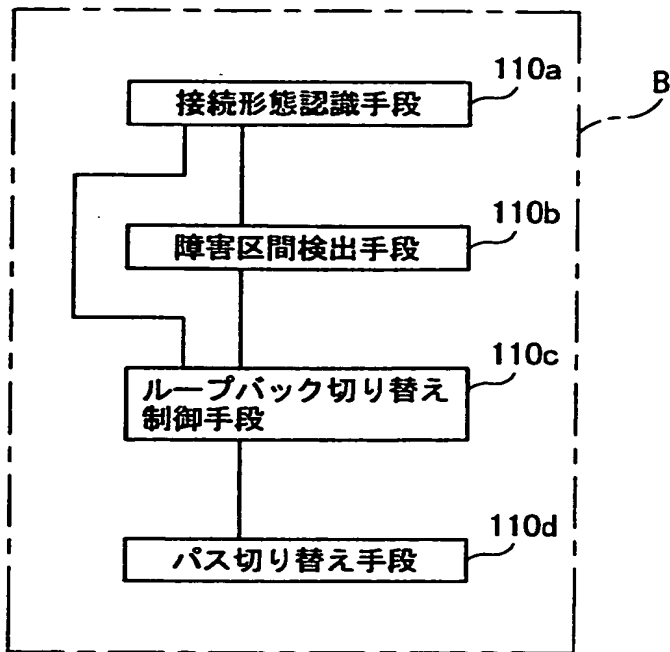 110a
接続形態認識手段
B
110b
障害区間検出手段
110c
ループバック切り替え
制御手段
110d
パス切り替え手段